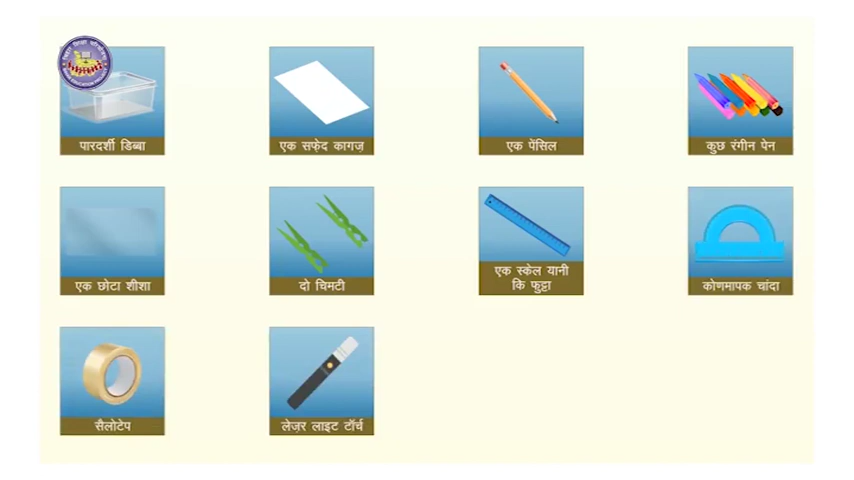 पारदर्शी डिब्बा
एक सफ़ेद कागज़
एक पेंसिल
कुछ रंगीन पेन
एक छोटा शीशा
दो चिमटी
एक स्केल यानी
कि फुट्टा
कोणमापक चांदा
सैलोटेप
लेज़र लाइट टॉर्च